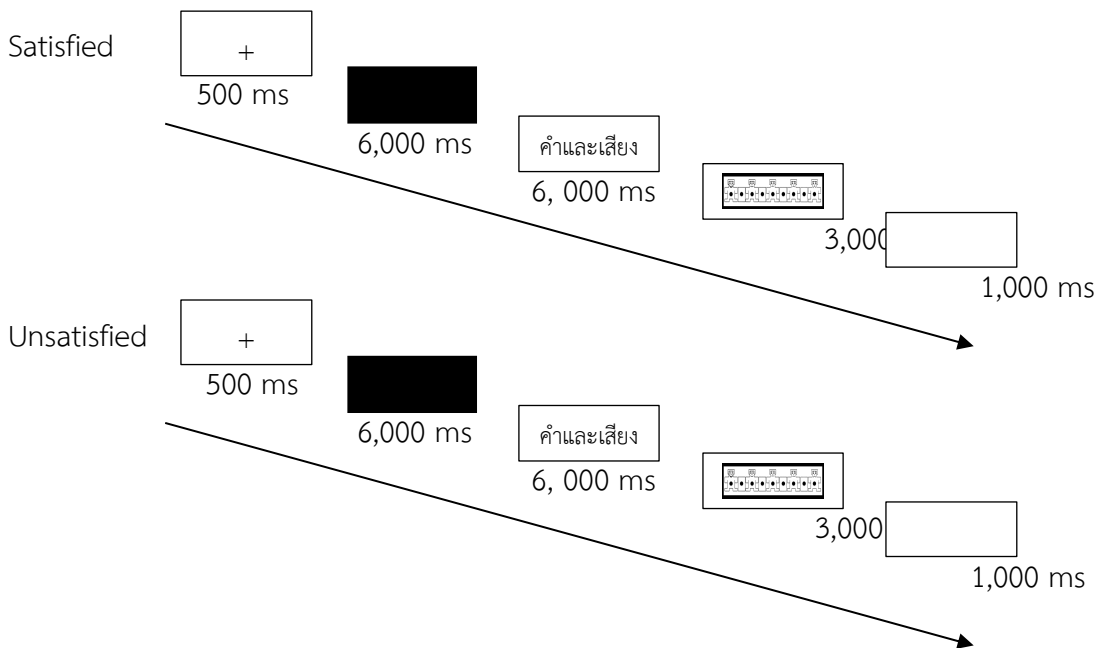 Satisfied
+
500 ms
6,000 ms
คำและเสียง
6, 000 ms
3,000
1,000 ms
Unsatisfied
+
500 ms
6,000 ms
คำและเสียง
6, 000 ms
3,000
1,000 ms